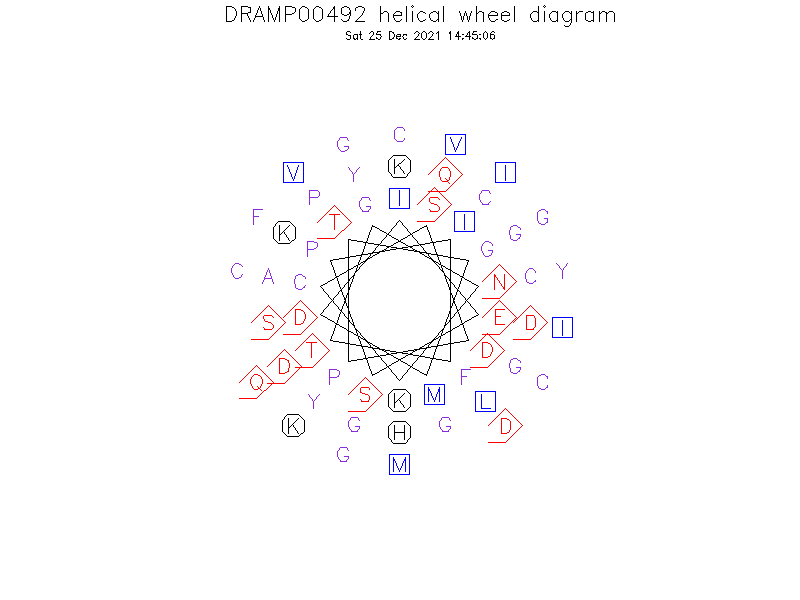 DRAMP00492 helical wheel diagram
Sat 25 Dec 2021 14:45:06
C
G V
K
V Y Q I
P I C
G S
F T I G
K G
P G
C A C N C Y
S D E D I
T D
D G
P F
Q C
Y S K M L
K G H G D
G M